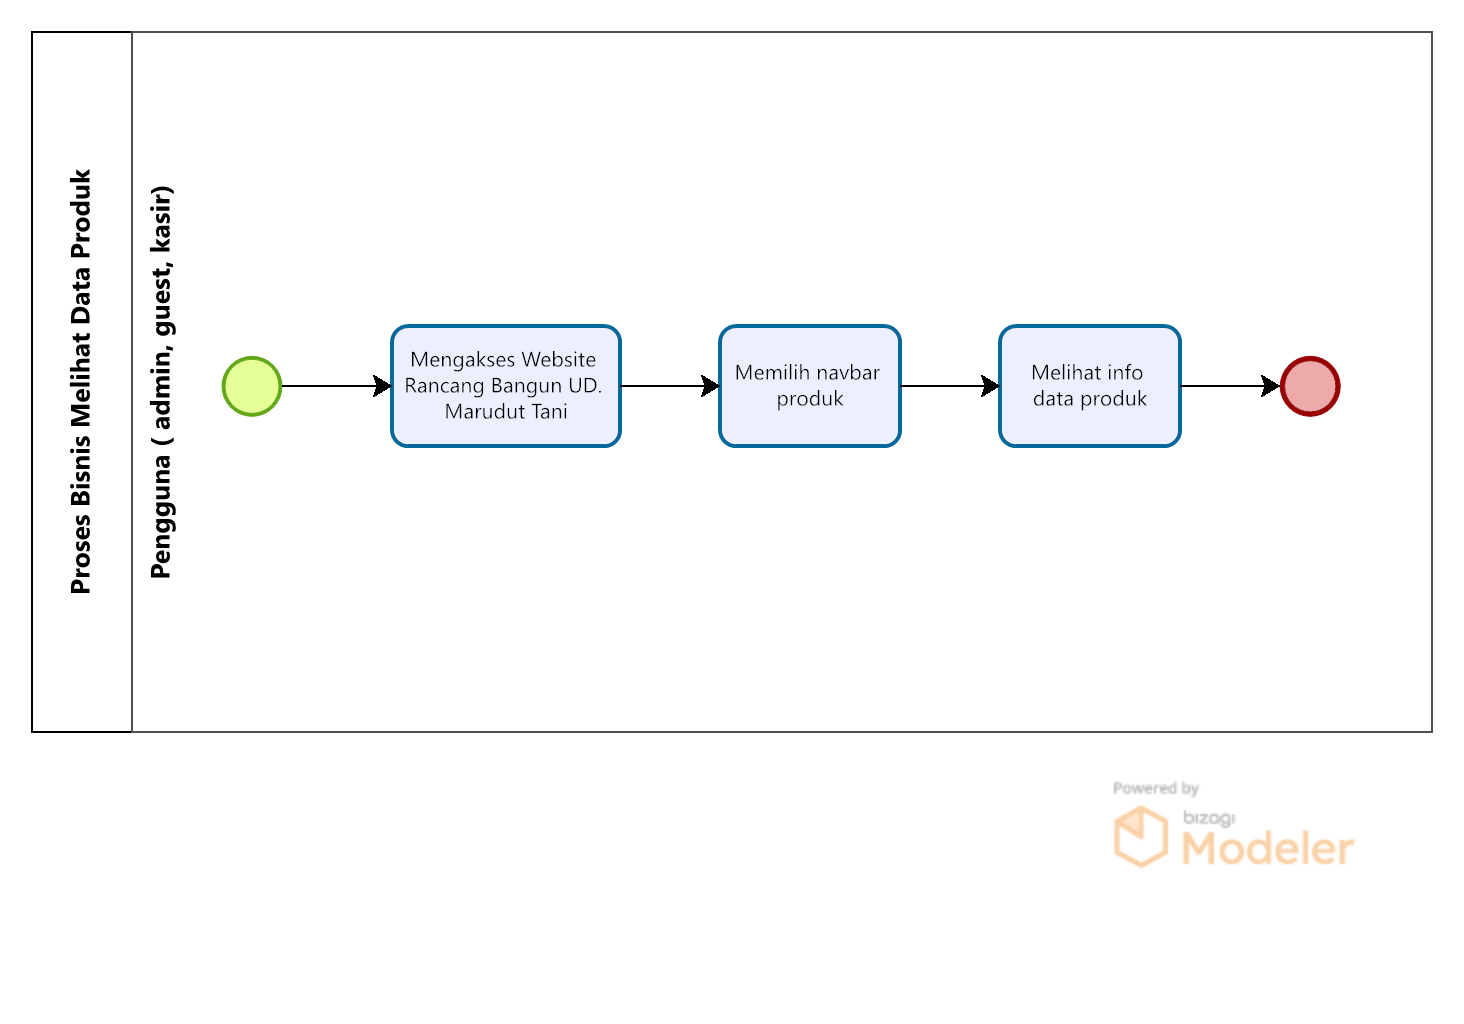 Proses Bisnis Melihat Data Produk
Pengguna ( admin, guest, kasir)
Mengakses Website
Rancang Bangun UD.
Marudut Tani
Memilih navbar
produk
Melihat info
data produk
Powered by
bizagi
Modeler